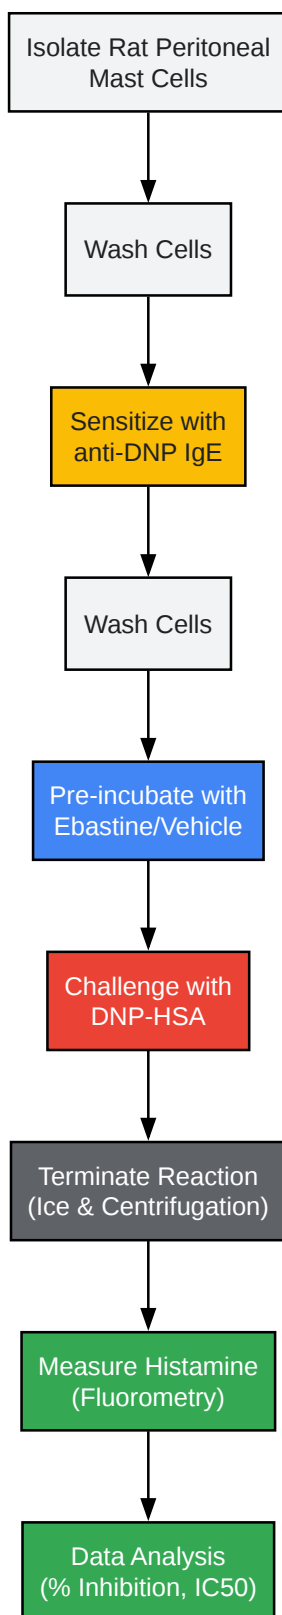 Isolate Rat Peritoneal
Mast Cells
Wash Cells
Sensitize with
anti-DNP IgE
Wash Cells
Pre-incubate with
Ebastine/Vehicle
Challenge with
DNP-HSA
Terminate Reaction
(Ice & Centrifugation)
Measure Histamine
(Fluorometry)
Data Analysis
(% Inhibition, IC50)